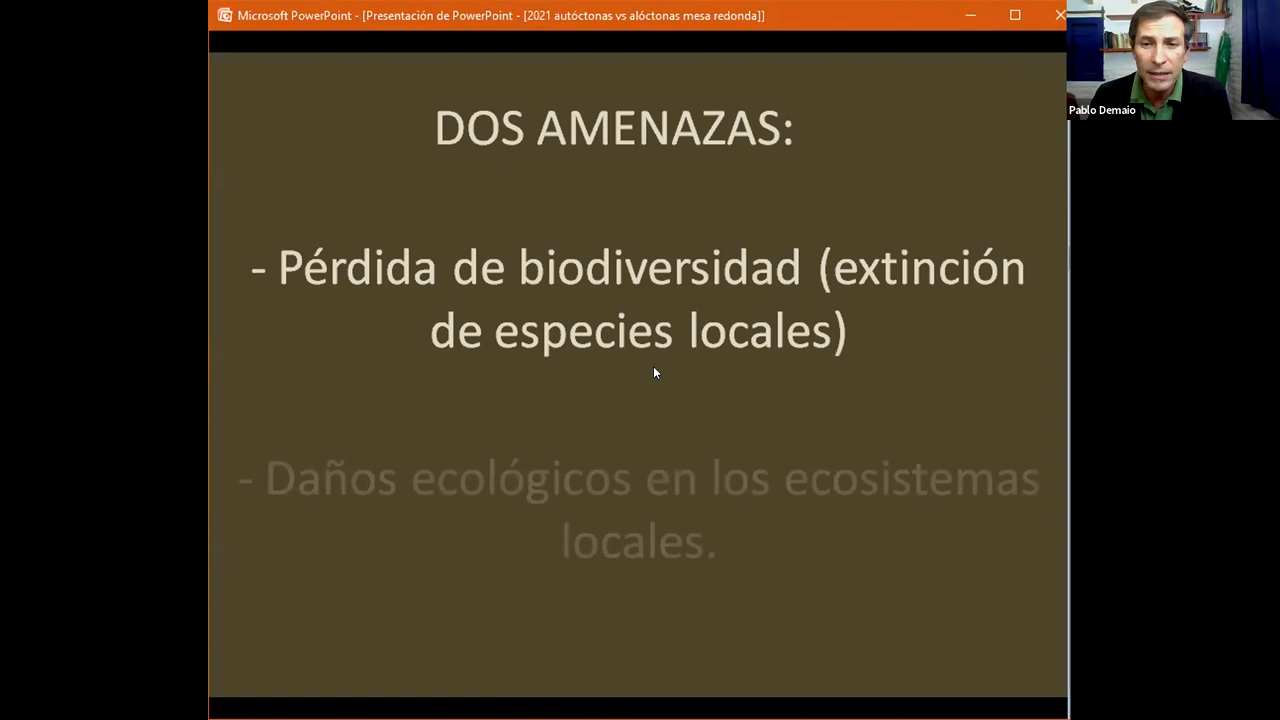 Microsoft PowerPoint - [Presentación de PowerPoint - [2021 autóctonas vs alóctonas mesa redonda]]
Pablo Demaio
DOS AMENAZAS:
- Pérdida de biodiversidad (extinción
de especies locales)
- Daños ecológicos en los ecosistemas
locales.